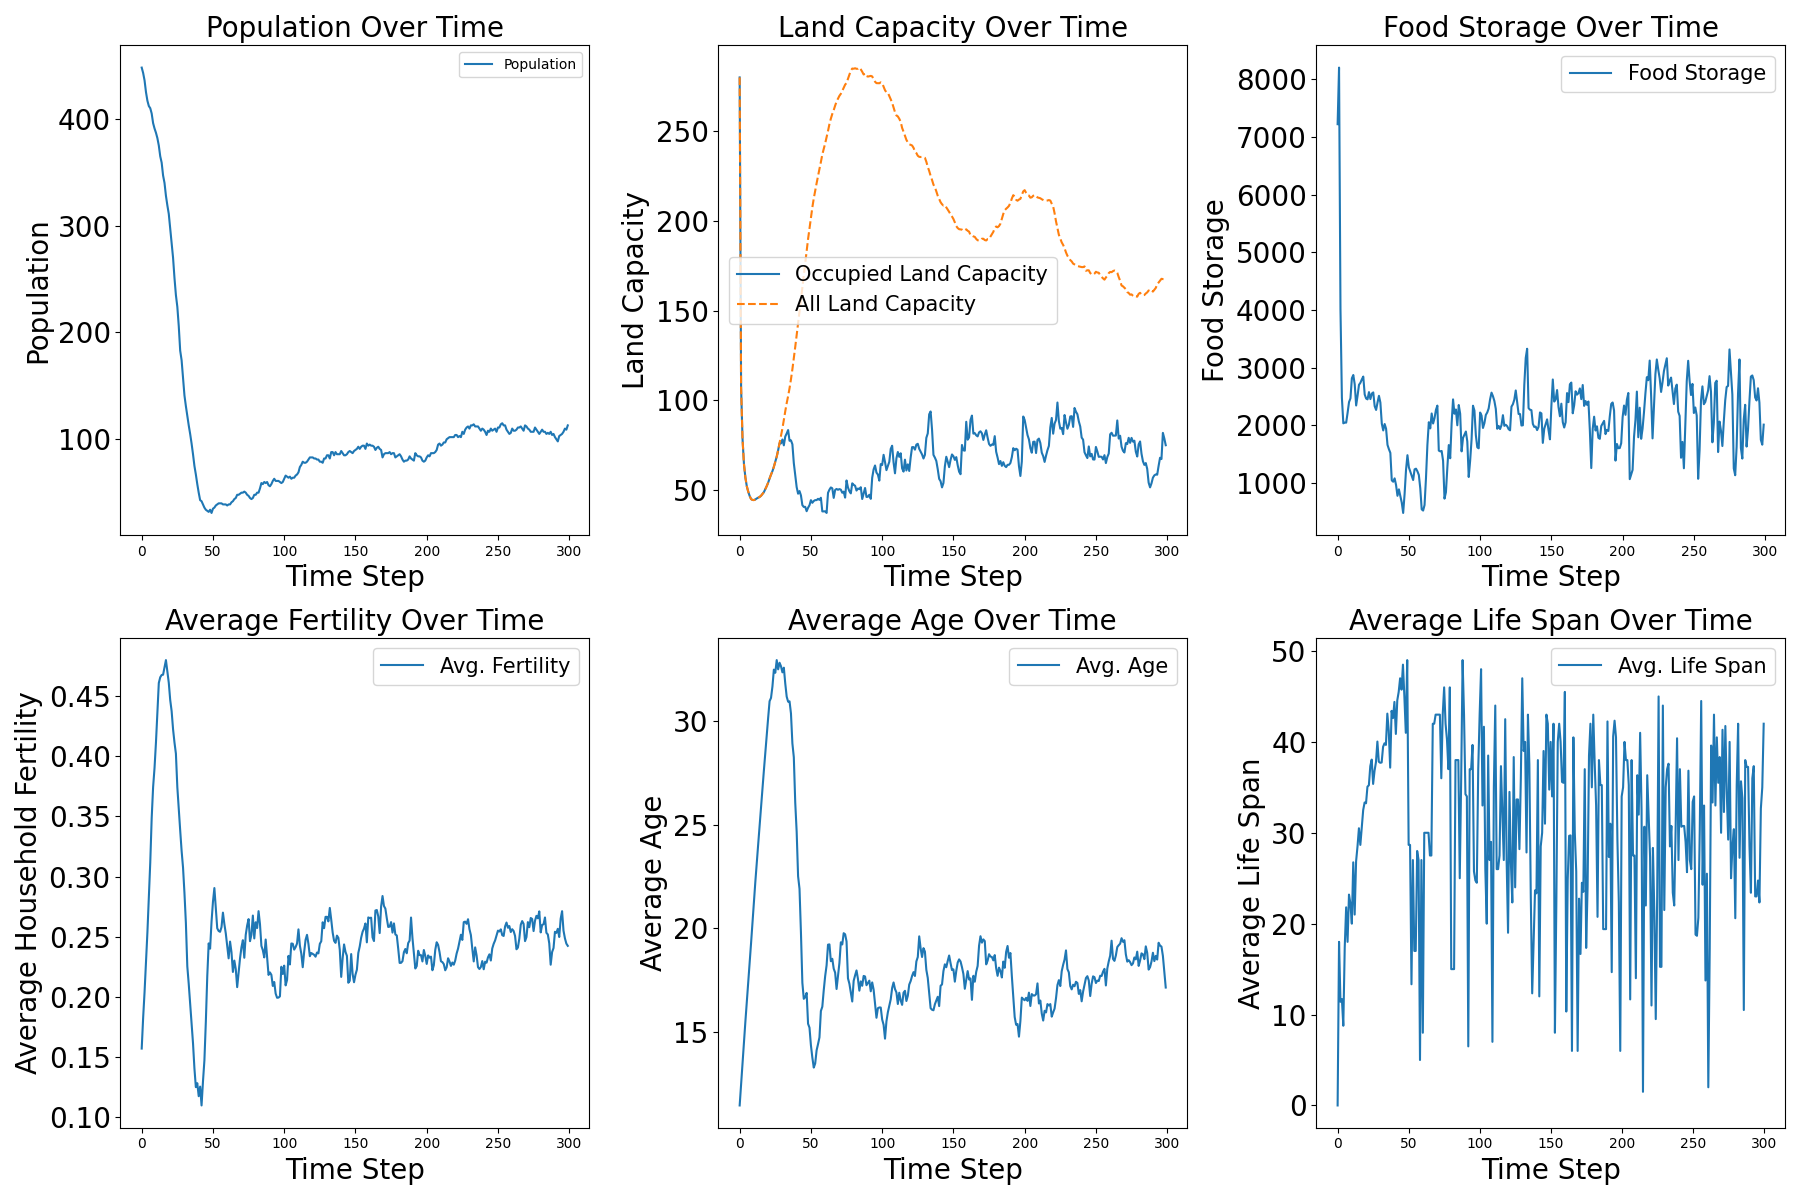 Population Over Time
Population
400
300
200
100
Population
0 50 100 150 200 250 300
Time Step
Land Capacity Over Time
250
200
150
100
50
Land Capacity
Occupied Land Capacity
All Land Capacity
0 50 100 150 200 250 300
Time Step
Food Storage Over Time
Food Storage
8000
7000
6000
5000
4000
3000
2000
1000
Food Storage
0 50 100 150 200 250 300
Time Step
Average Fertility Over Time
Avg. Fertility
0.45
0.40
0.35
0.30
0.25
0.20
0.15
0.10
Average Household Fertility
0 50 100 150 200 250 300
Time Step
Average Age Over Time
Avg. Age
30
25
20
15
Average Age
0 50 100 150 200 250 300
Time Step
Average Life Span Over Time
Avg. Life Span
50
40
30
20
10
0
Average Life Span
0 50 100 150 200 250 300
Time Step